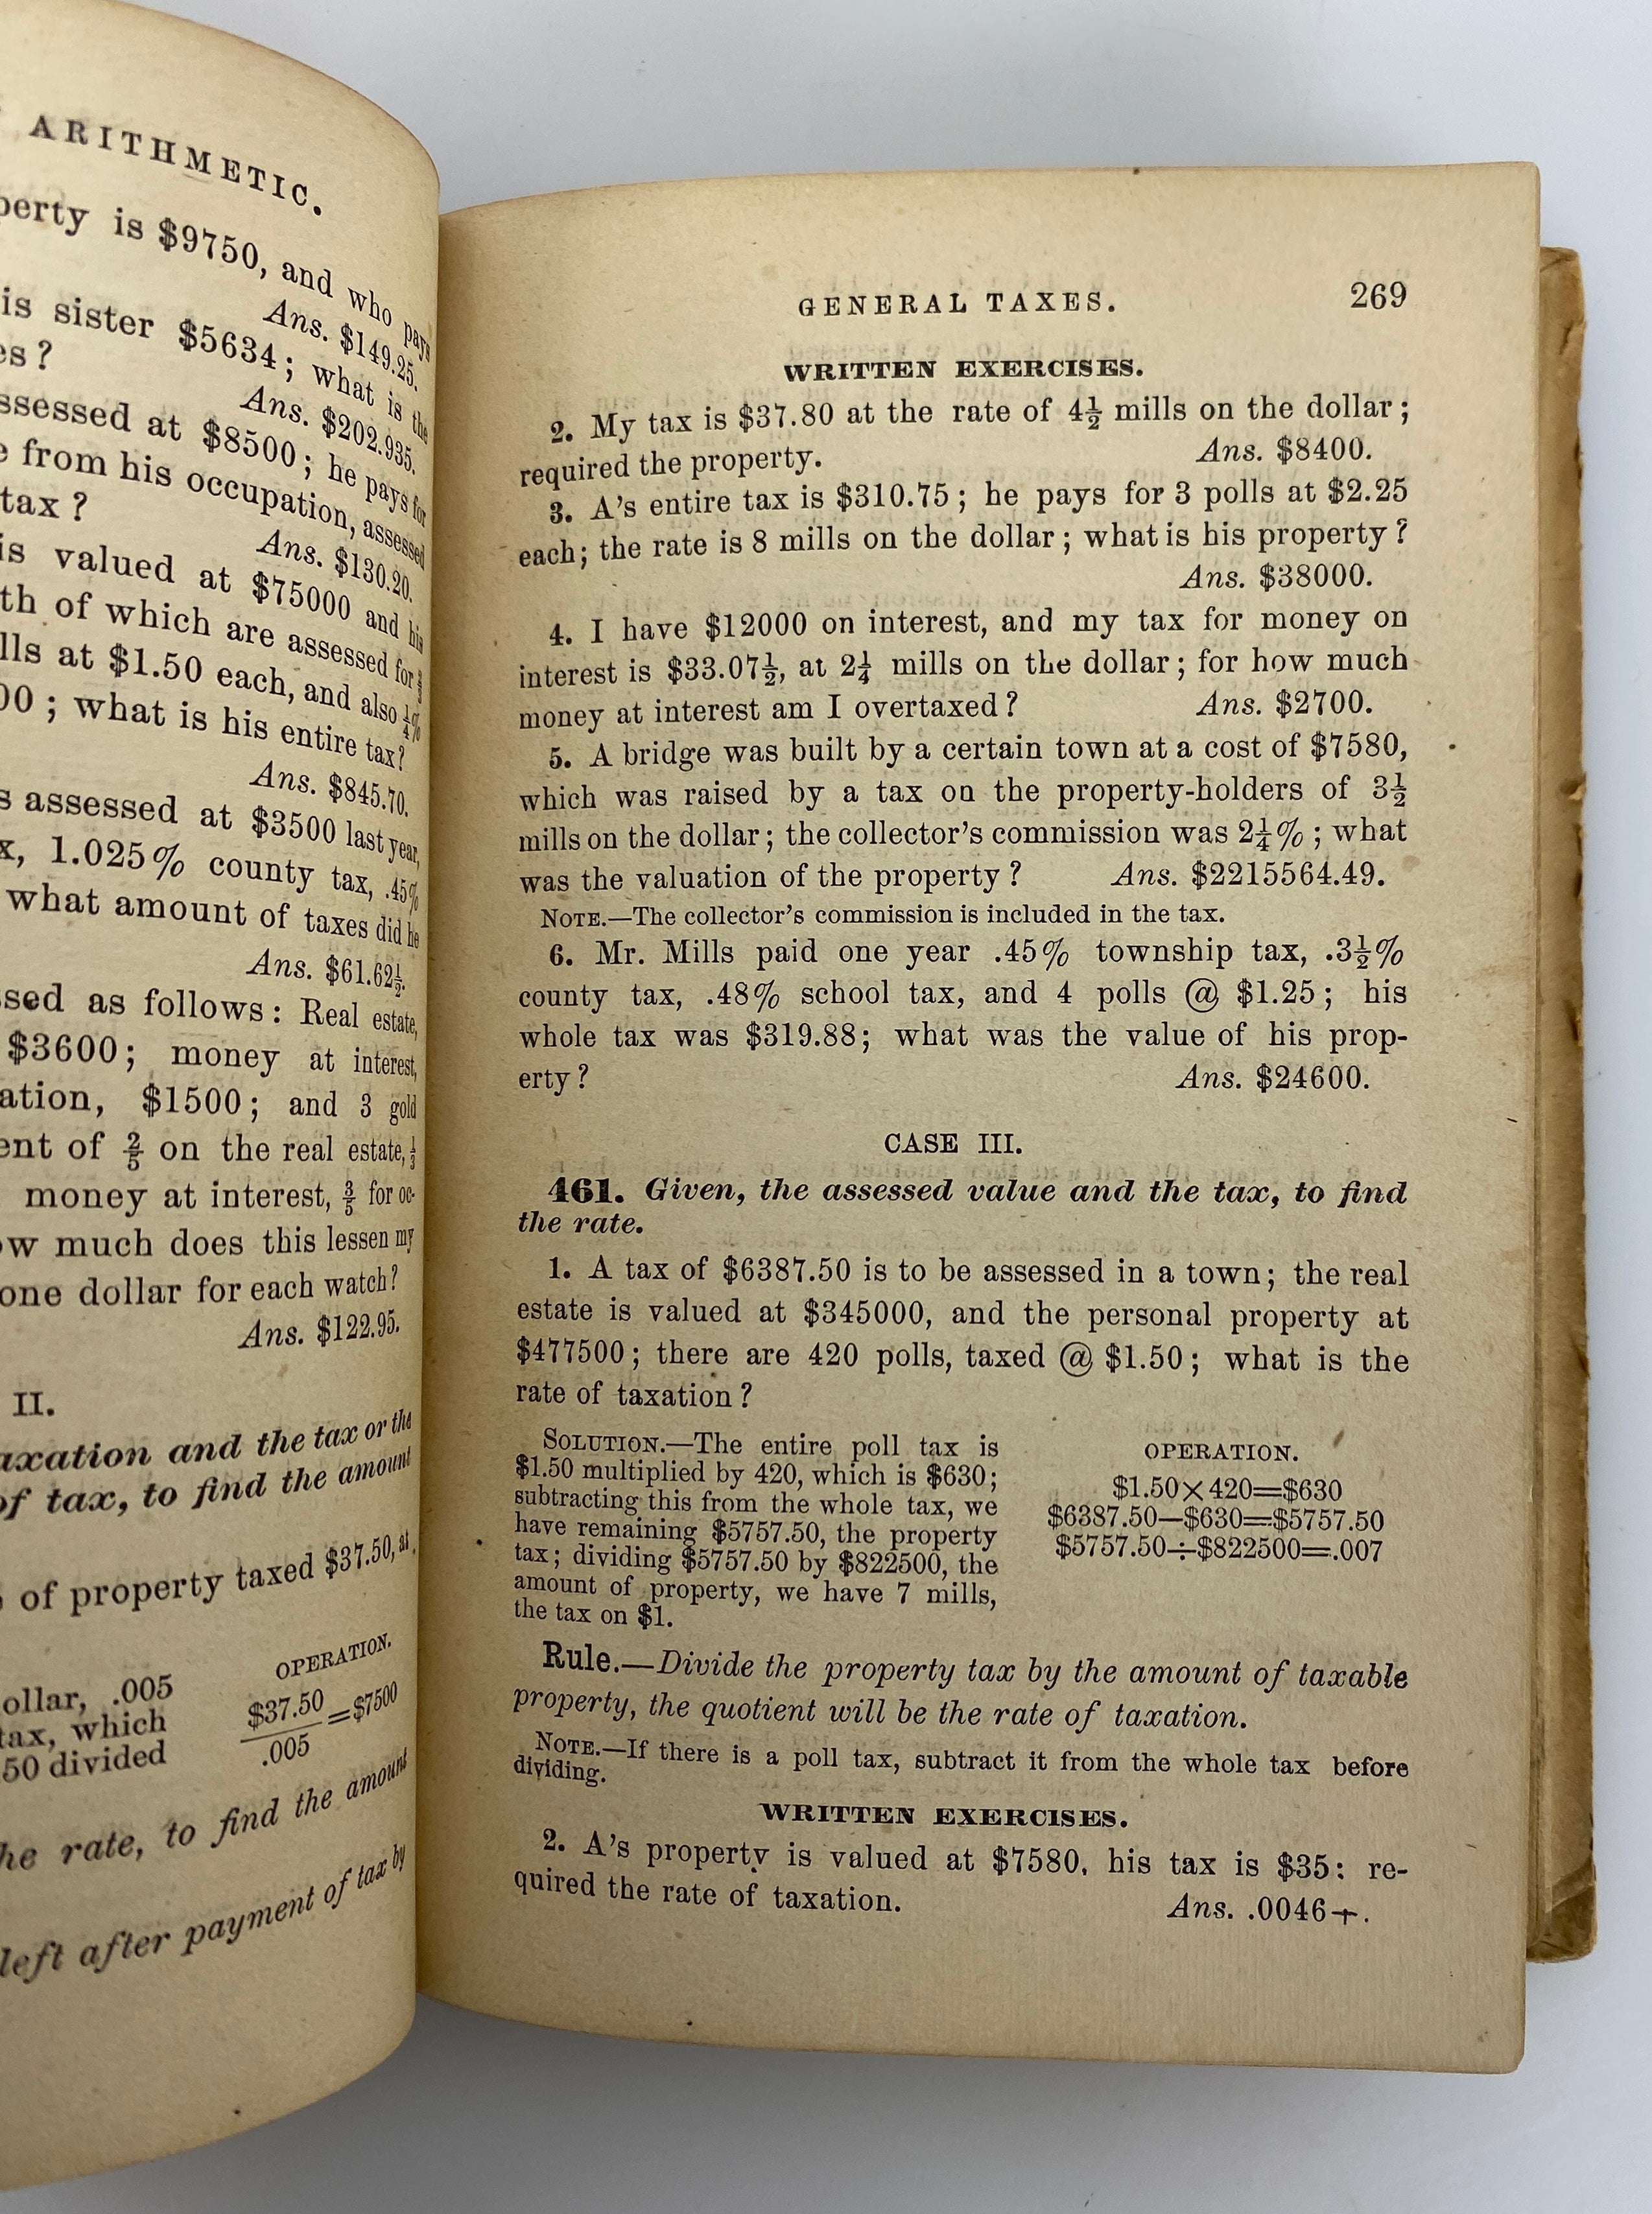 ARITHMETIC.
is $9750, and who pays
Ans. $149.25.
is sister $5634; what is the
Ans. $202.935.
at $8500; he pays for
from his occupation, assessed
tax?
Ans. $130.20.
is valued at $75000 and his
th of which are assessed for
at $1.50 each, and also ¼%
00; what is his entire tax?
Ans. $845.70.
s assessed at $3500 last year,
x, 1.025% county tax, .45%
what amount of taxes did he
Ans. $61.62½.
as follows: Real estate,
$3600; money at interest,
$1500; and 3 gold
of ⅖ on the real estate, ⅓
money at interest, ⅗ for oc-
much does this lessen my
one dollar for each watch?
Ans. $122.95.
II.
and the tax or the
of tax, to find the amount
of property taxed $37.50, at
OPERATION.
.005
tax, which
50 divided
$37.50/.005=$7500
rate, to find the amount
left after payment of tax by
GENERAL TAXES. 269
WRITTEN EXERCISES.
2. My tax is $37.80 at the rate of 4½ mills on the dollar;
required the property. Ans. $8400.
3. A's entire tax is $310.75; he pays for 3 polls at $2.25
each; the rate is 8 mills on the dollar; what is his property?
Ans. $38000.
4. I have $12000 on interest, and my tax for money on
interest is $33.07½, at 2¼ mills on the dollar; for how much
money at interest am I overtaxed? Ans. $2700.
5. A bridge was built by a certain town at a cost of $7580,
which was raised by a tax on the property-holders of 3½
mills on the dollar; the collector's commission was 2¼%; what
was the valuation of the property? Ans. $2215564.49.
NOTE.—The collector's commission is included in the tax.
6. Mr. Mills paid one year .45% township tax, .3½%
county tax, .48% school tax, and 4 polls @ $1.25; his
whole tax was $319.88; what was the value of his prop-
erty? Ans. $24600.
CASE III.
461. Given, the assessed value and the tax, to find
the rate.
1. A tax of $6387.50 is to be assessed in a town; the real
estate is valued at $345000, and the personal property at
$477500; there are 420 polls, taxed @ $1.50; what is the
rate of taxation?
SOLUTION.—The entire poll tax is
$1.50 multiplied by 420, which is $630;
subtracting this from the whole tax, we
have remaining $5757.50, the property
tax; dividing $5757.50 by $822500, the
amount of property, we have 7 mills,
the tax on $1.
OPERATION.
$1.50×420=$630
$6387.50—$630=$5757.50
$5757.50÷$822500=.007
Rule.—Divide the property tax by the amount of taxable
property, the quotient will be the rate of taxation.
NOTE.—If there is a poll tax, subtract it from the whole tax before
dividing.
WRITTEN EXERCISES.
2. A's property is valued at $7580, his tax is $35: re-
quired the rate of taxation. Ans. .0046+.